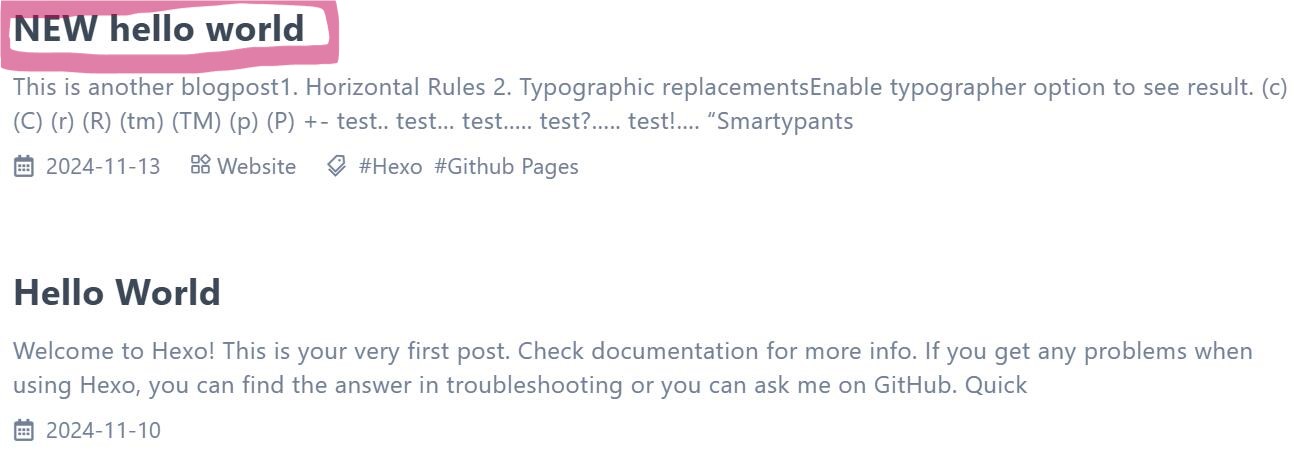 NEW hello world
This is another blogpost1. Horizontal Rules 2. Typographic replacementsEnable typographer option to see result. (c)
(C) (r) (R) (tm) (TM) (p) (P) +- test.. test... test..... test?..... test!.... “Smartypants
2024-11-13 Website #Hexo #Github Pages
Hello World
Welcome to Hexo! This is your very first post. Check documentation for more info. If you get any problems when
using Hexo, you can find the answer in troubleshooting or you can ask me on GitHub. Quick
2024-11-10